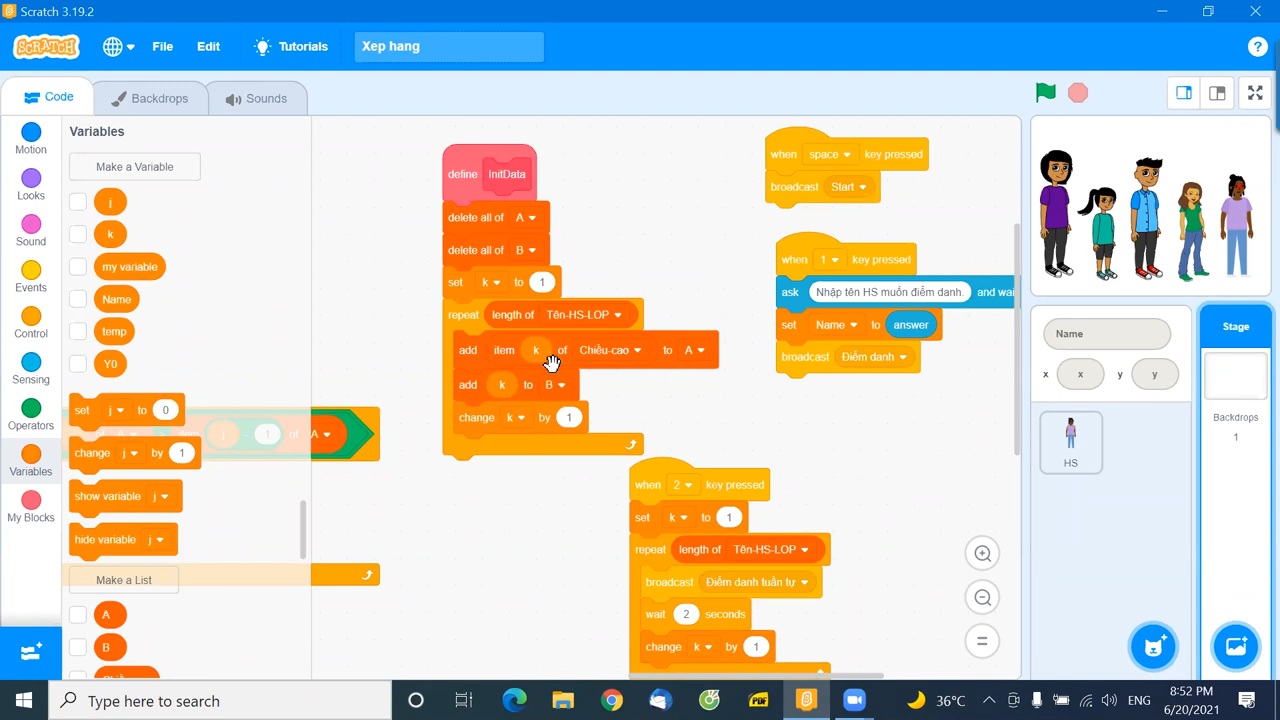 Scratch 3.19.2
SCRATCH
File
Edit
Tutorials
Xep hang
?
Code
Backdrops
Sounds
Motion
Looks
Sound
Events
Control
Sensing
Operators
Variables
My Blocks
Variables
Make a Variable
j
k
my variable
Name
temp
Y0
set j to 0
change j by 1
show variable j
hide variable j
Make a List
A
B
j - 1 of A
define InitData
delete all of A
delete all of B
set k to 1
repeat length of Tên-HS-LOP
add item k of Chiều-cao to A
add k to B
change k by 1
when space key pressed
broadcast Start
when 1 key pressed
ask Nhập tên HS muốn điểm danh. and wai
set Name to answer
broadcast Điểm danh
when 2 key pressed
set k to 1
repeat length of Tên-HS-LOP
broadcast Điểm danh tuần tự
wait 2 seconds
change k by 1
Name
x x y y
HS
Stage
Backdrops
1
Type here to search
PDF
36°C
ENG
8:52 PM
6/20/2021